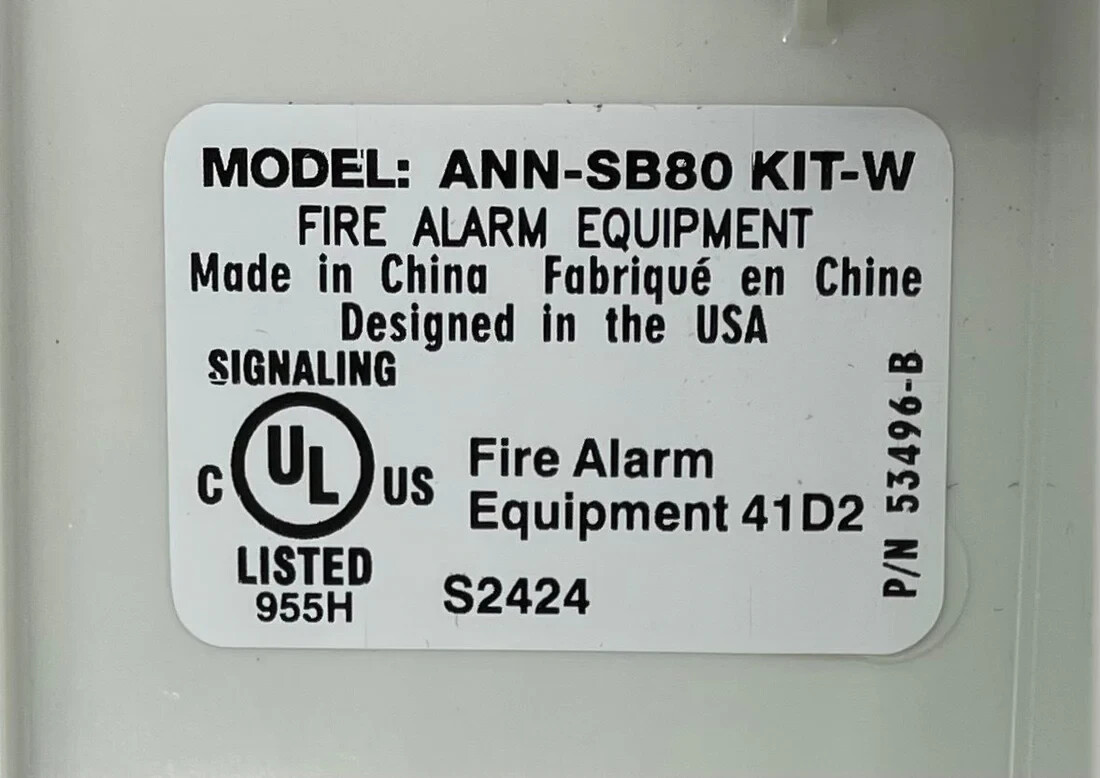 MODEL: ANN-SB80 KIT-W
FIRE ALARM EQUIPMENT
Made in China Fabriqué en Chine
Designed in the USA
SIGNALING
C UL US
LISTED
955H
Fire Alarm
Equipment 41D2
S2424
P/N 53496-B